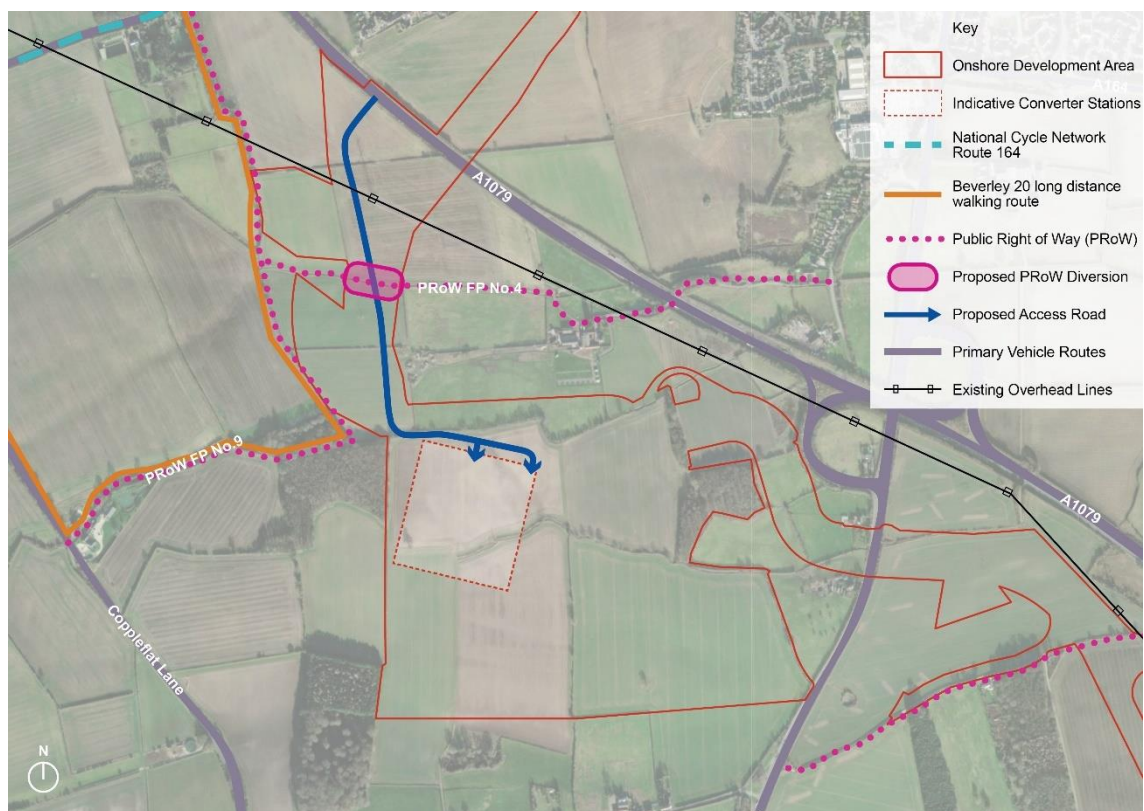 Key
Onshore Development Area
A164
Indicative Converter Stations
National Cycle Network
Route 164
Beverley 20 long distance
walking route
Public Right of Way (PRoW)
Proposed PRoW Diversion
Proposed Access Road
Primary Vehicle Routes
Existing Overhead Lines
A1079
PRoW FP No.4
PRoW FP No.9
A1079
Coppleflat Lane
N